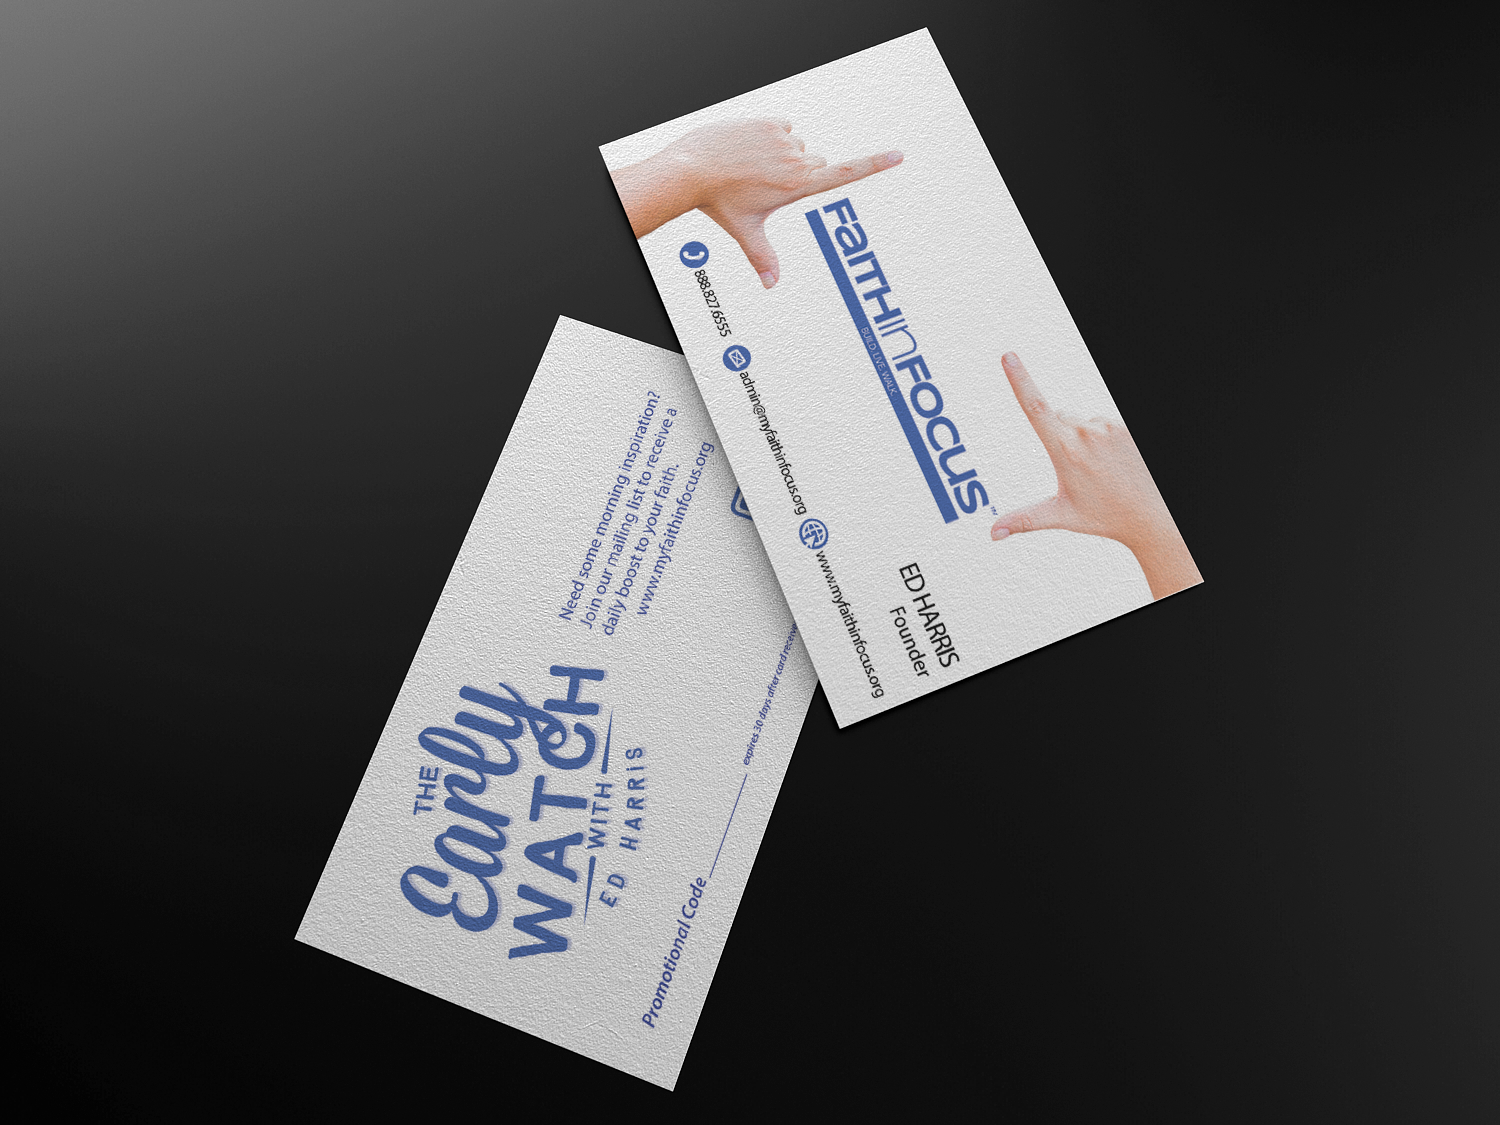 FaITHInFOCUS™
BUILD. LIVE. WALK.
ED HARRIS
Founder
888.827.6555
admin@myfaithinfocus.org
www.myfaithinfocus.org
THE
Early
WATCH
WITH
ED HARRIS
Need some morning inspiration?
Join our mailing list to receive a
daily boost to your faith.
www.myfaithinfocus.org
Promotional Code
expires 30 days after card receive